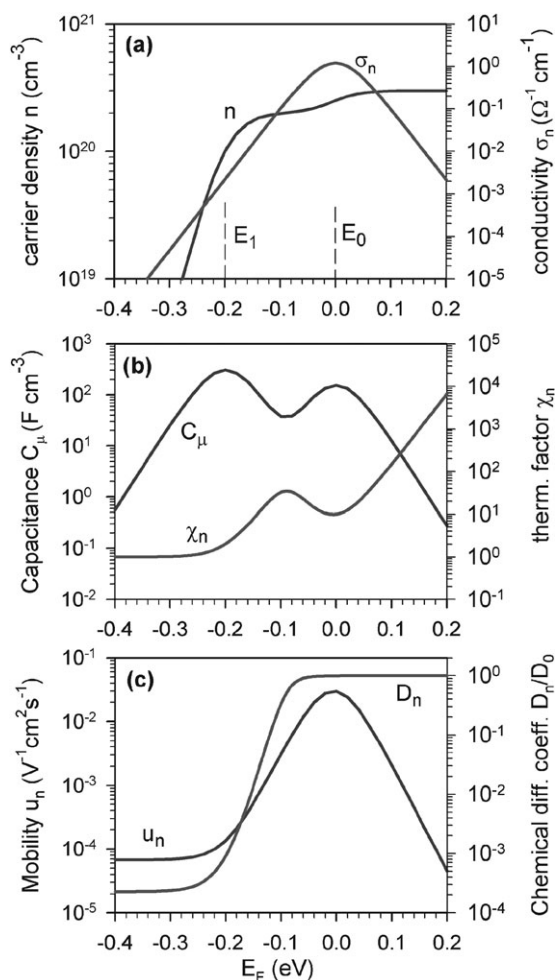 (a)
carrier density n (cm⁻³)
10²¹
10²⁰
10¹⁹
n
σₙ
E₁
E₀
10¹
10⁰
10⁻¹
10⁻²
10⁻³
10⁻⁴
10⁻⁵
conductivity σₙ (Ω⁻¹ cm⁻¹)
-0.4 -0.3 -0.2 -0.1 0.0 0.1 0.2
(b)
Capacitance Cμ (F cm⁻³)
10³
10²
10¹
10⁰
10⁻¹
10⁻²
Cμ
χₙ
10⁵
10⁴
10³
10²
10¹
10⁰
10⁻¹
therm. factor χₙ
-0.4 -0.3 -0.2 -0.1 0.0 0.1 0.2
(c)
Mobility uₙ (V⁻¹cm²s⁻¹)
10⁻¹
10⁻²
10⁻³
10⁻⁴
10⁻⁵
uₙ
Dₙ
10⁰
10⁻¹
10⁻²
10⁻³
10⁻⁴
Chemical diff. coeff. Dₙ/D₀
-0.4 -0.3 -0.2 -0.1 0.0 0.1 0.2
E_F (eV)